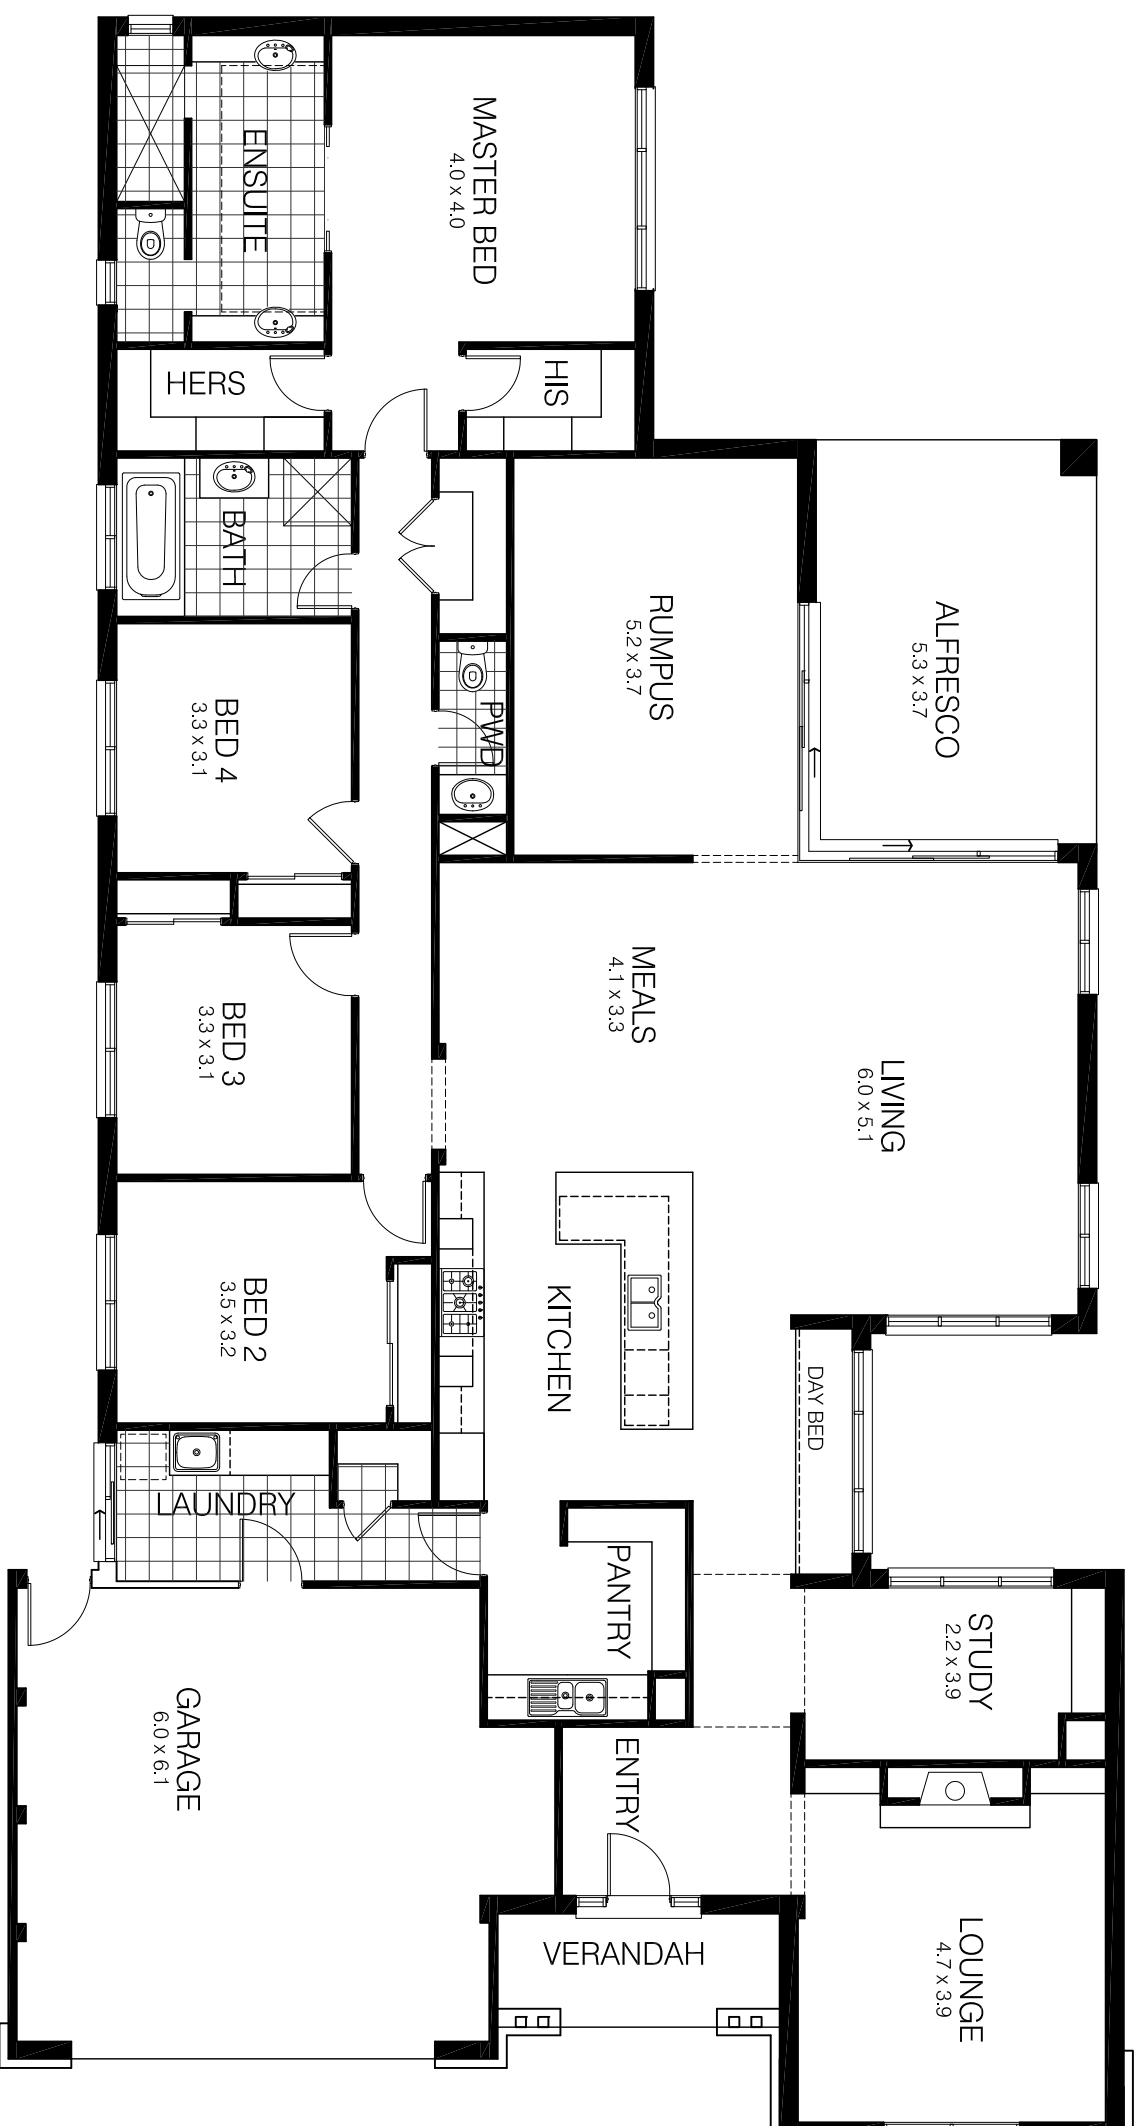 MASTER BED
4.0 x 4.0
ENSUITE
HERS
HIS
BATH
RUMPUS
5.2 x 3.7
ALFRESCO
5.3 x 3.7
PWD
BED 4
3.3 x 3.1
MEALS
4.1 x 3.3
BED 3
3.3 x 3.1
LIVING
6.0 x 5.1
BED 2
3.5 x 3.2
KITCHEN
DAY BED
LAUNDRY
PANTRY
STUDY
2.2 x 3.9
GARAGE
6.0 x 6.1
ENTRY
VERANDAH
LOUNGE
4.7 x 3.9